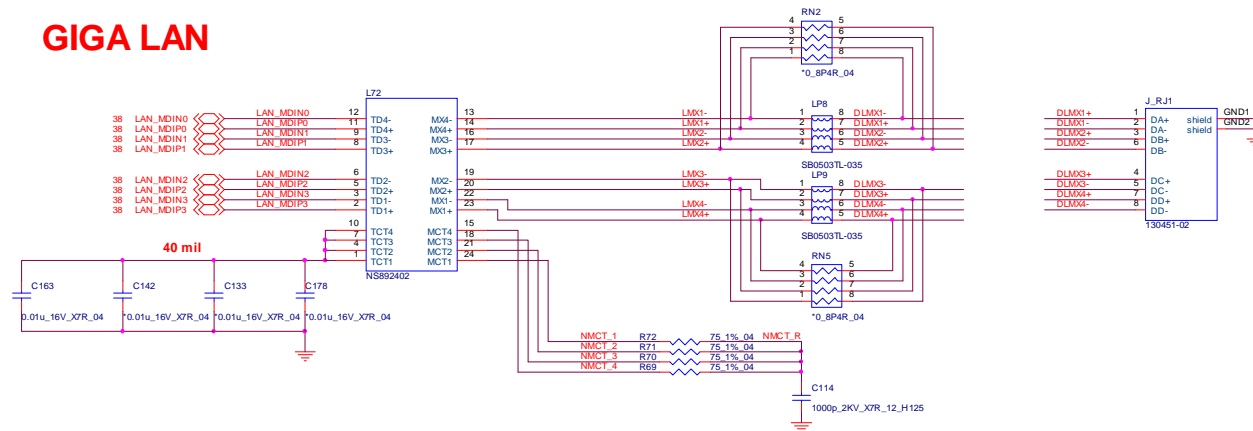 GIGA LAN
RN2
4 5
3 6
2 7
1 8
*0_8P4R_04
L72
38 LAN_MDIN0 LAN_MDIN0 12 TD4- MX4- 13 LMX1- 1 LP8 8 DLMX1- DLMX1+ 1 DA+ J_RJ1 shield GND1
38 LAN_MDIP0 LAN_MDIP0 11 TD4+ MX4+ 14 LMX1+ 2 7 DLMX1+ DLMX1- 2 DA- shield GND2
38 LAN_MDIN1 LAN_MDIN1 9 TD3- MX3- 16 LMX2- 3 6 DLMX2- DLMX2+ 3 DB+
38 LAN_MDIP1 LAN_MDIP1 8 TD3+ MX3+ 17 LMX2+ 4 5 DLMX2+ DLMX2- 6 DB-
SB0503TL-035
LP9
38 LAN_MDIN2 LAN_MDIN2 6 TD2- MX2- 19 LMX3- 1 8 DLMX3- DLMX3+ 4 DC+
38 LAN_MDIP2 LAN_MDIP2 5 TD2+ MX2+ 20 LMX3+ 2 7 DLMX3+ DLMX3- 5 DC-
38 LAN_MDIN3 LAN_MDIN3 3 TD1- MX1- 22 LMX4- 3 6 DLMX4- DLMX4+ 7 DD+
38 LAN_MDIP3 LAN_MDIP3 2 TD1+ MX1+ 23 LMX4+ 4 5 DLMX4+ DLMX4- 8 DD-
SB0503TL-035
130451-02
10 TCT4 MCT4 15
7 TCT3 MCT3 18
4 TCT2 MCT2 21
1 TCT1 MCT1 24
NS892402
40 mil
RN5
4 5
3 6
2 7
1 8
*0_8P4R_04
C163 C142 C133 C178
0.01u_16V_X7R_04 *0.01u_16V_X7R_04 *0.01u_16V_X7R_04 *0.01u_16V_X7R_04
NMCT_1 R72 75_1%_04 NMCT_R
NMCT_2 R71 75_1%_04
NMCT_3 R70 75_1%_04
NMCT_4 R69 75_1%_04
C114
1000p_2KV_X7R_12_H125